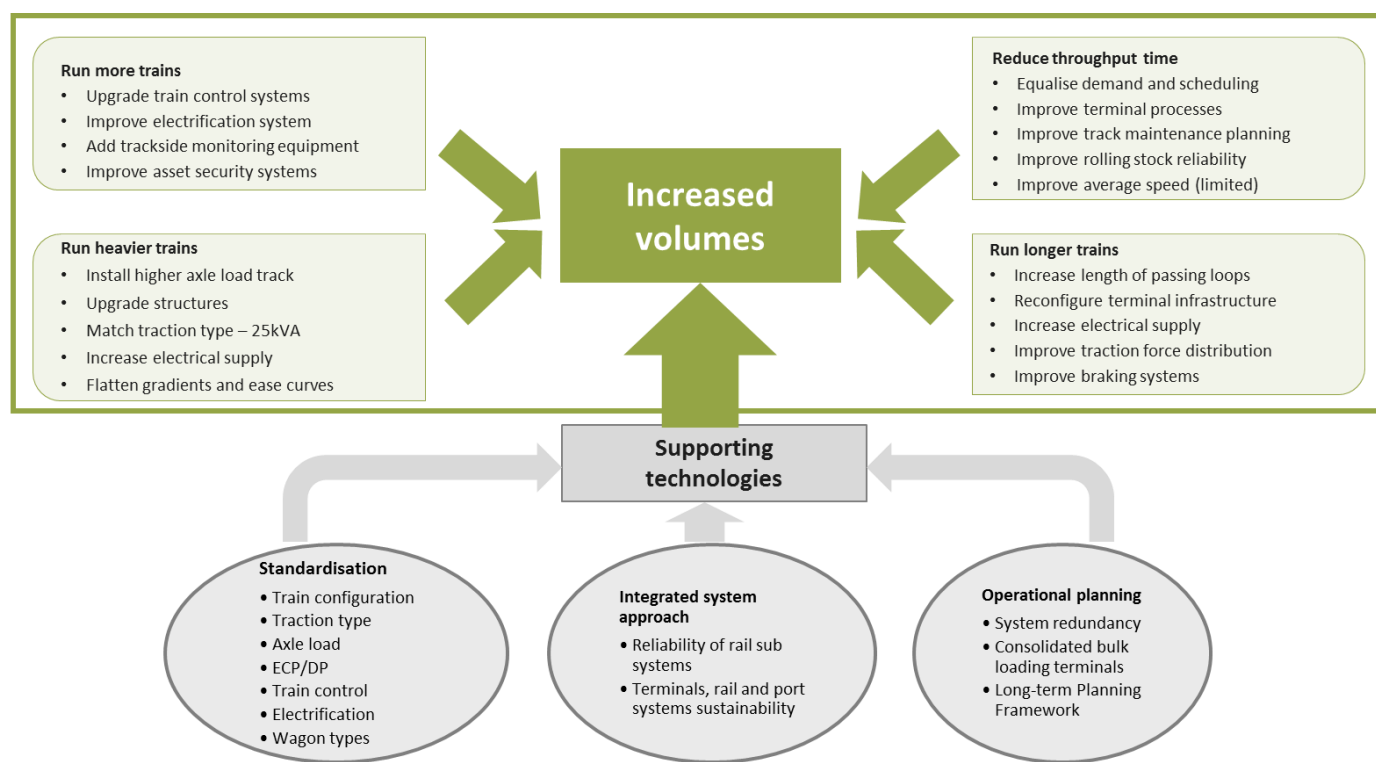 Run more trains
• Upgrade train control systems
• Improve electrification system
• Add trackside monitoring equipment
• Improve asset security systems
Run heavier trains
• Install higher axle load track
• Upgrade structures
• Match traction type – 25kVA
• Increase electrical supply
• Flatten gradients and ease curves
Increased
volumes
Reduce throughput time
• Equalise demand and scheduling
• Improve terminal processes
• Improve track maintenance planning
• Improve rolling stock reliability
• Improve average speed (limited)
Run longer trains
• Increase length of passing loops
• Reconfigure terminal infrastructure
• Increase electrical supply
• Improve traction force distribution
• Improve braking systems
Supporting
technologies
Standardisation
• Train configuration
• Traction type
• Axle load
• ECP/DP
• Train control
• Electrification
• Wagon types
Integrated system
approach
• Reliability of rail sub
systems
• Terminals, rail and port
systems sustainability
Operational planning
• System redundancy
• Consolidated bulk
loading terminals
• Long-term Planning
Framework